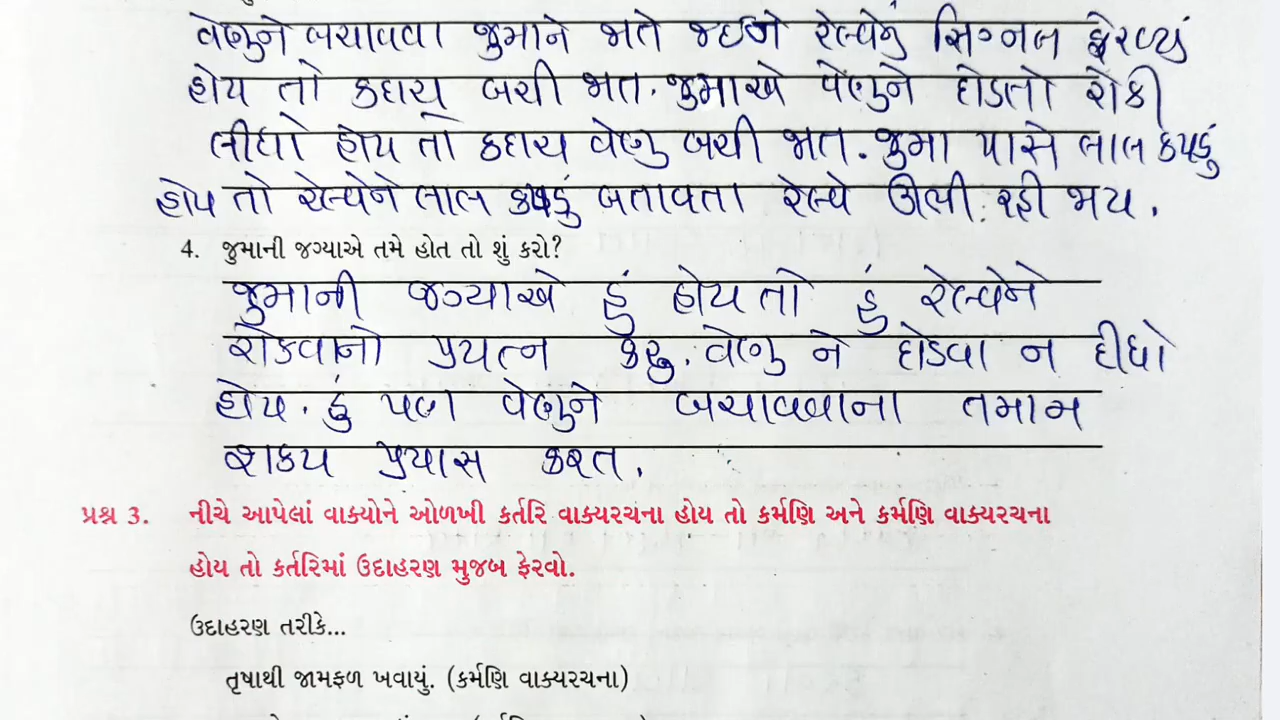 વેણુને બચાવવા જુમાને જાતે જઇને રેલ્વેનું સિગ્નલ ફેરવ્યું
હોય તો કદાચ બચી જાત. જુમાએ વેણુને દોડતો રોકી
લીધો હોય તો કદાચ વેણુ બચી જાત. જુમા પાસે લાલ કપડું
હોય તો રેલ્વેને લાલ કપડું બતાવતા રેલ્વે ઊભી રહી જાય.
4. જુમાની જગ્યાએ તમે હોત તો શું કરો?
જુમાની જગ્યાએ હું હોય તો હું રેલ્વેને
રોકવાનો પ્રયત્ન કરુ. વેણુ ને દોડવા ન દીધો
હોય. હું પણ વેણુને બચાવવાના તમામ
શકય પ્રયાસ કરત.
પ્રશ્ન 3. નીચે આપેલાં વાક્યોને ઓળખી કર્તરિ વાક્યરચના હોય તો કર્મણિ અને કર્મણિ વાક્યરચના
હોય તો કર્તરિમાં ઉદાહરણ મુજબ ફેરવો.
ઉદાહરણ તરીકે...
તૃષાથી જામફળ ખવાયું. (કર્મણિ વાક્યરચના)